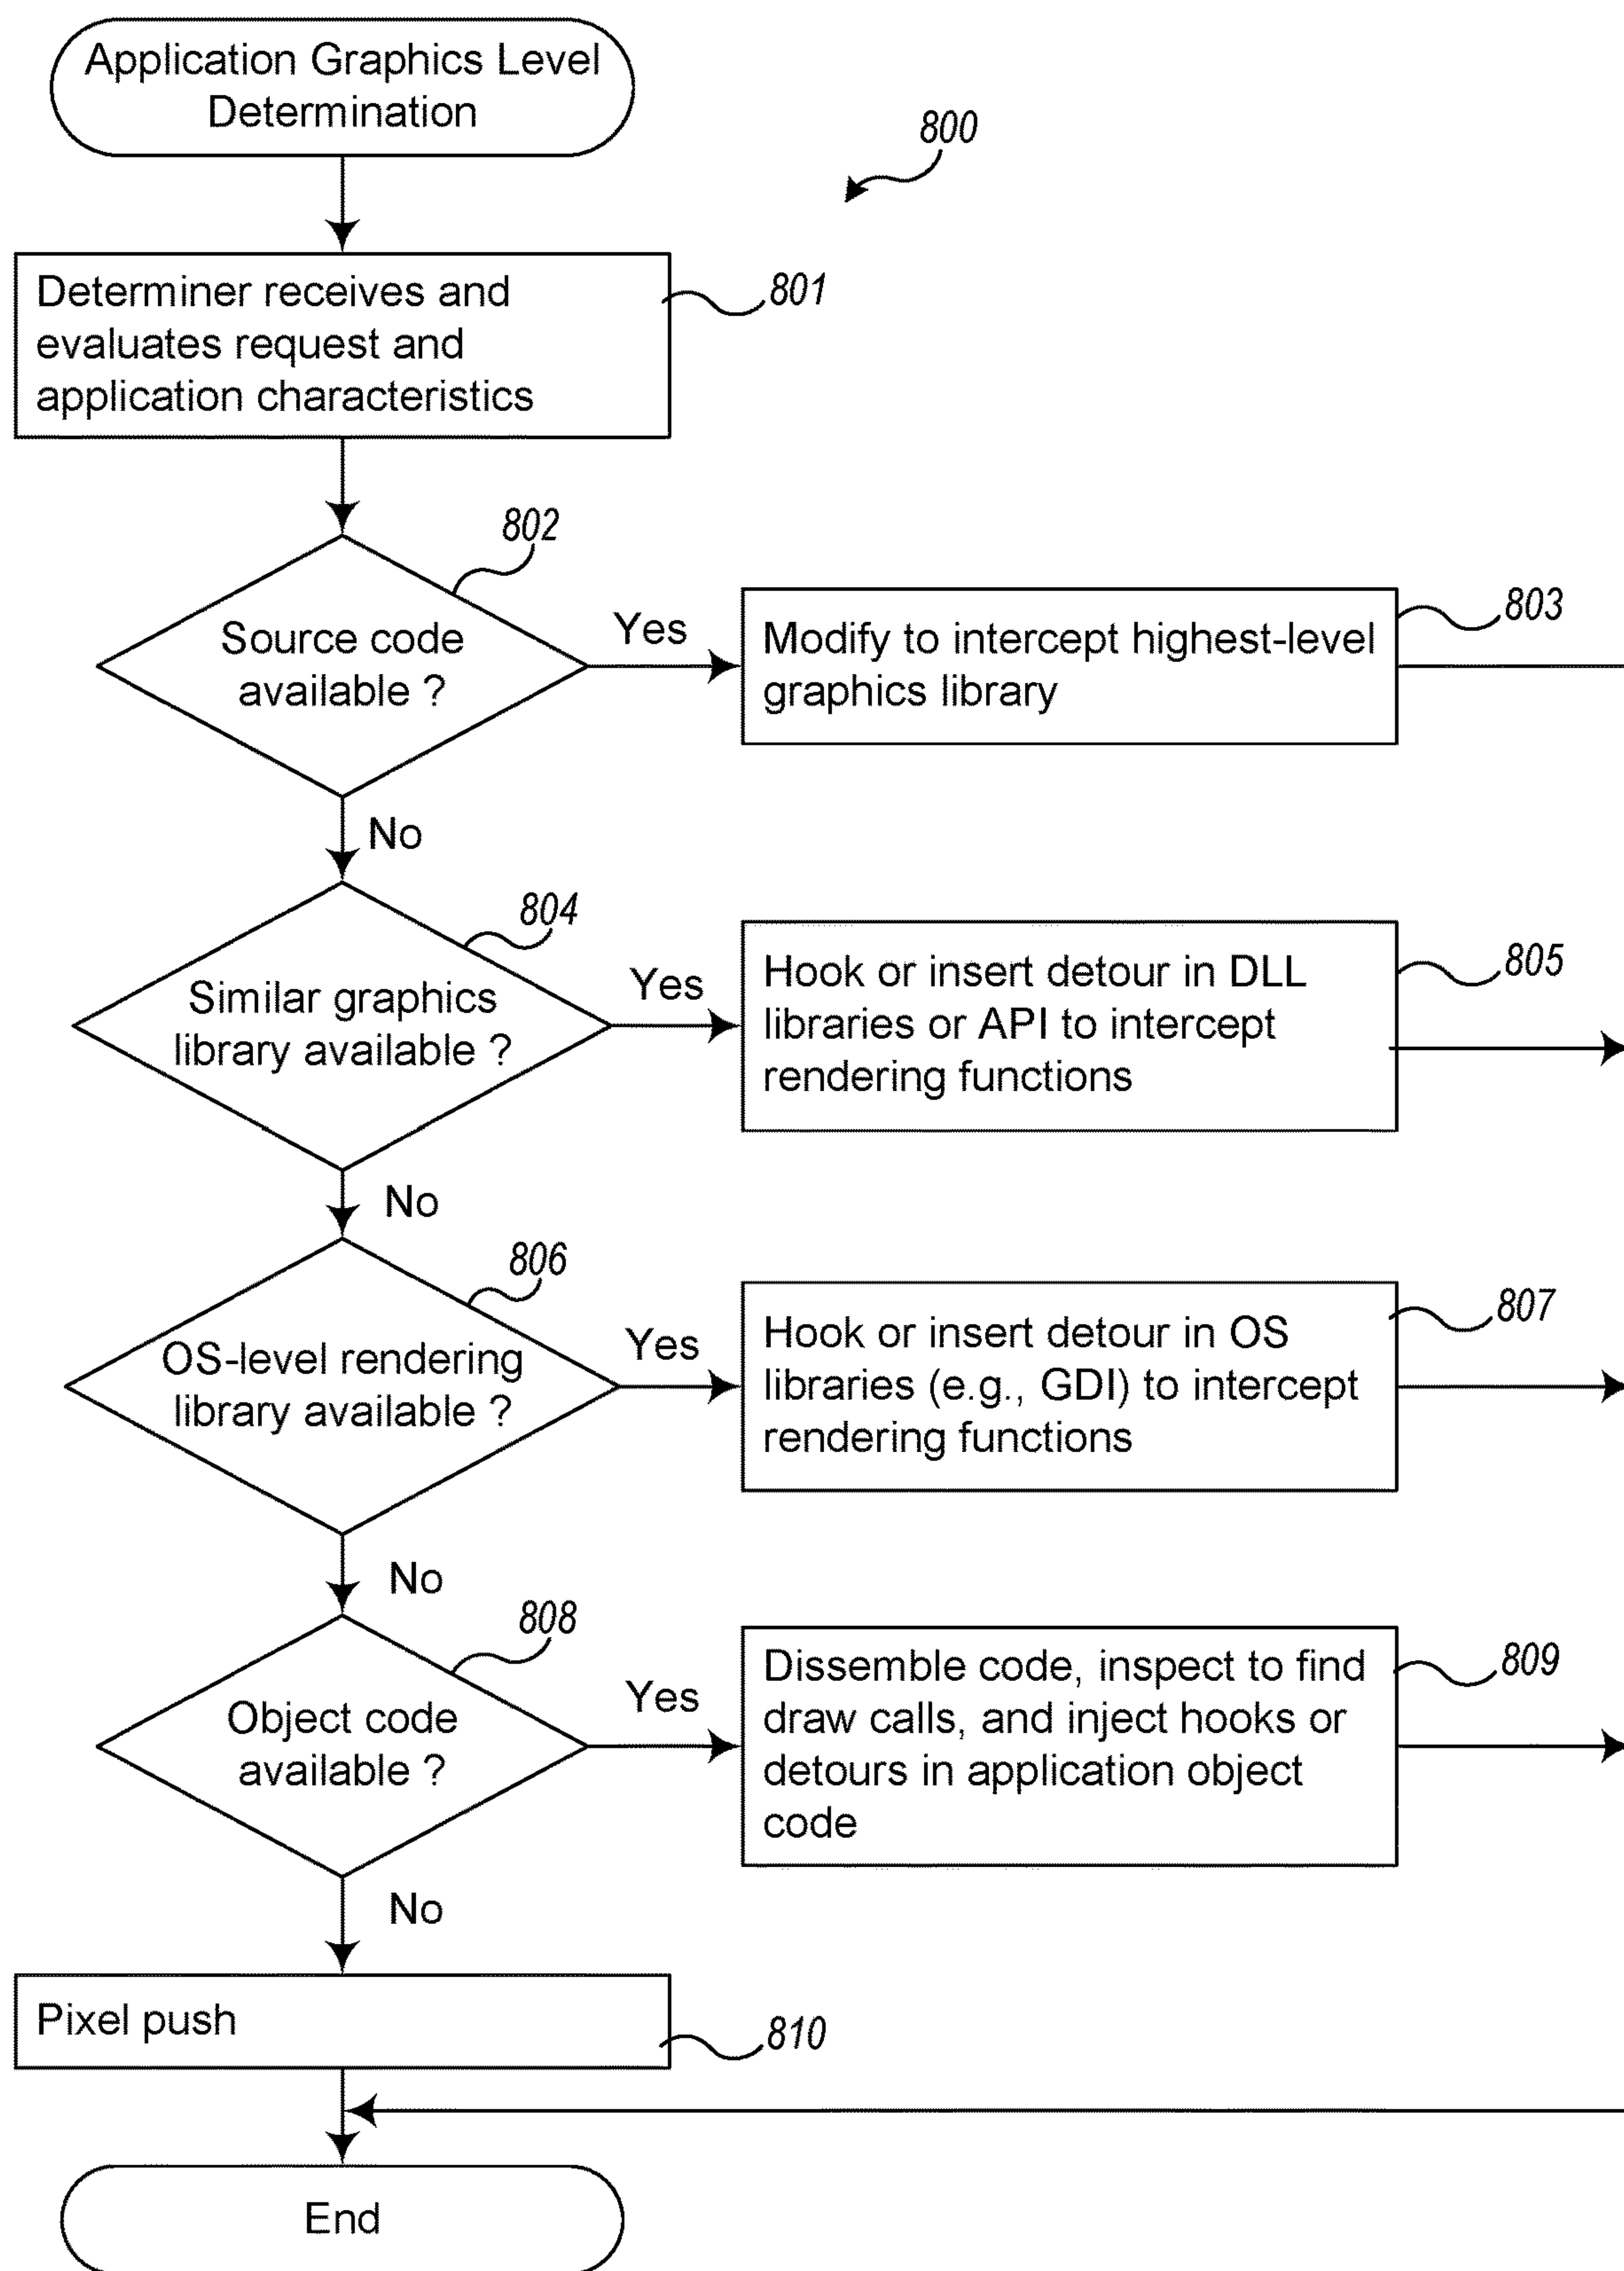 Application Graphics Level
Determination
800
Determiner receives and
evaluates request and
application characteristics
801
802
Source code
available ?
Yes
Modify to intercept highest-level
graphics library
803
No
804
Similar graphics
library available ?
Yes
Hook or insert detour in DLL
libraries or API to intercept
rendering functions
805
No
806
OS-level rendering
library available ?
Yes
Hook or insert detour in OS
libraries (e.g., GDI) to intercept
rendering functions
807
No
808
Object code
available ?
Yes
Dissemble code, inspect to find
draw calls, and inject hooks or
detours in application object
code
809
No
Pixel push
810
End